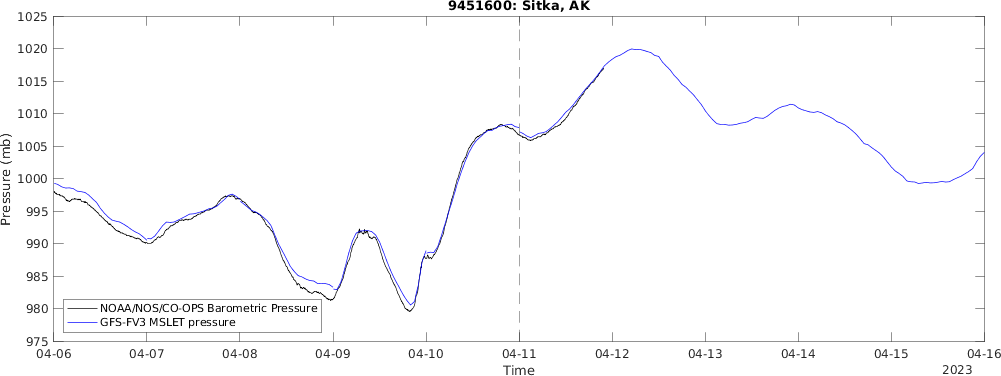 9451600: Sitka, AK
1025
1020
1015
1010
1005
1000
995
990
985
980
975
Pressure (mb)
NOAA/NOS/CO-OPS Barometric Pressure
GFS-FV3 MSLET pressure
04-06 04-07 04-08 04-09 04-10 04-11 04-12 04-13 04-14 04-15 04-16
Time
2023